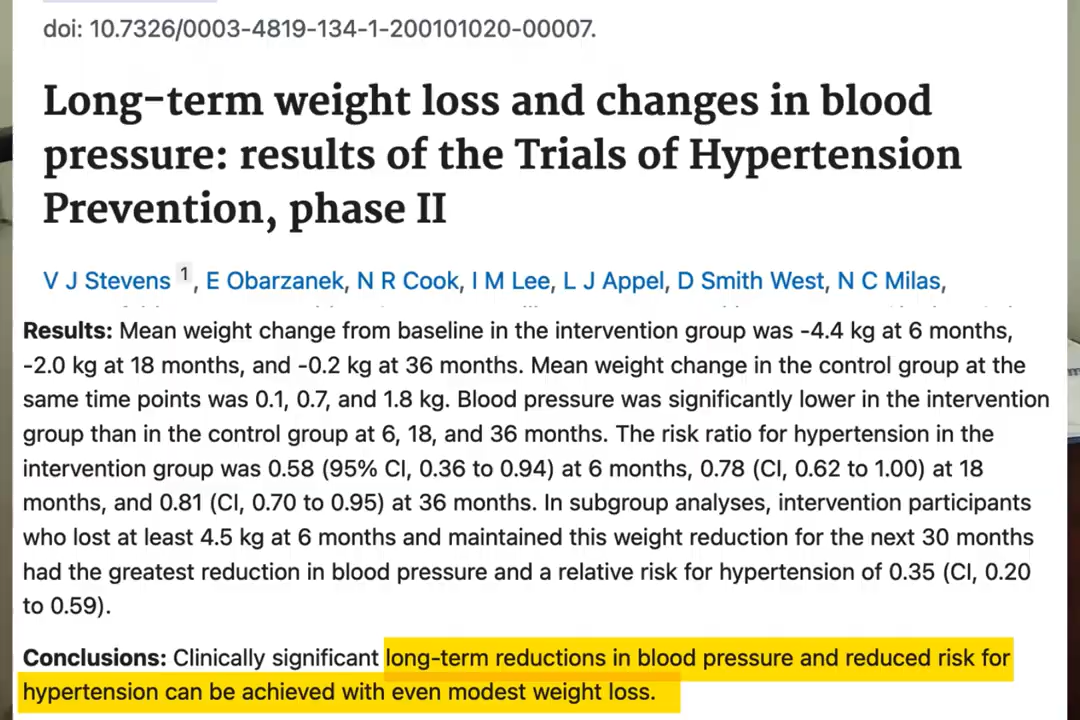 doi: 10.7326/0003-4819-134-1-200101020-00007.
Long-term weight loss and changes in blood
pressure: results of the Trials of Hypertension
Prevention, phase II
V J Stevens 1, E Obarzanek, N R Cook, I M Lee, L J Appel, D Smith West, N C Milas,
Results: Mean weight change from baseline in the intervention group was -4.4 kg at 6 months,
-2.0 kg at 18 months, and -0.2 kg at 36 months. Mean weight change in the control group at the
same time points was 0.1, 0.7, and 1.8 kg. Blood pressure was significantly lower in the intervention
group than in the control group at 6, 18, and 36 months. The risk ratio for hypertension in the
intervention group was 0.58 (95% CI, 0.36 to 0.94) at 6 months, 0.78 (CI, 0.62 to 1.00) at 18
months, and 0.81 (CI, 0.70 to 0.95) at 36 months. In subgroup analyses, intervention participants
who lost at least 4.5 kg at 6 months and maintained this weight reduction for the next 30 months
had the greatest reduction in blood pressure and a relative risk for hypertension of 0.35 (CI, 0.20
to 0.59).
Conclusions: Clinically significant long-term reductions in blood pressure and reduced risk for
hypertension can be achieved with even modest weight loss.